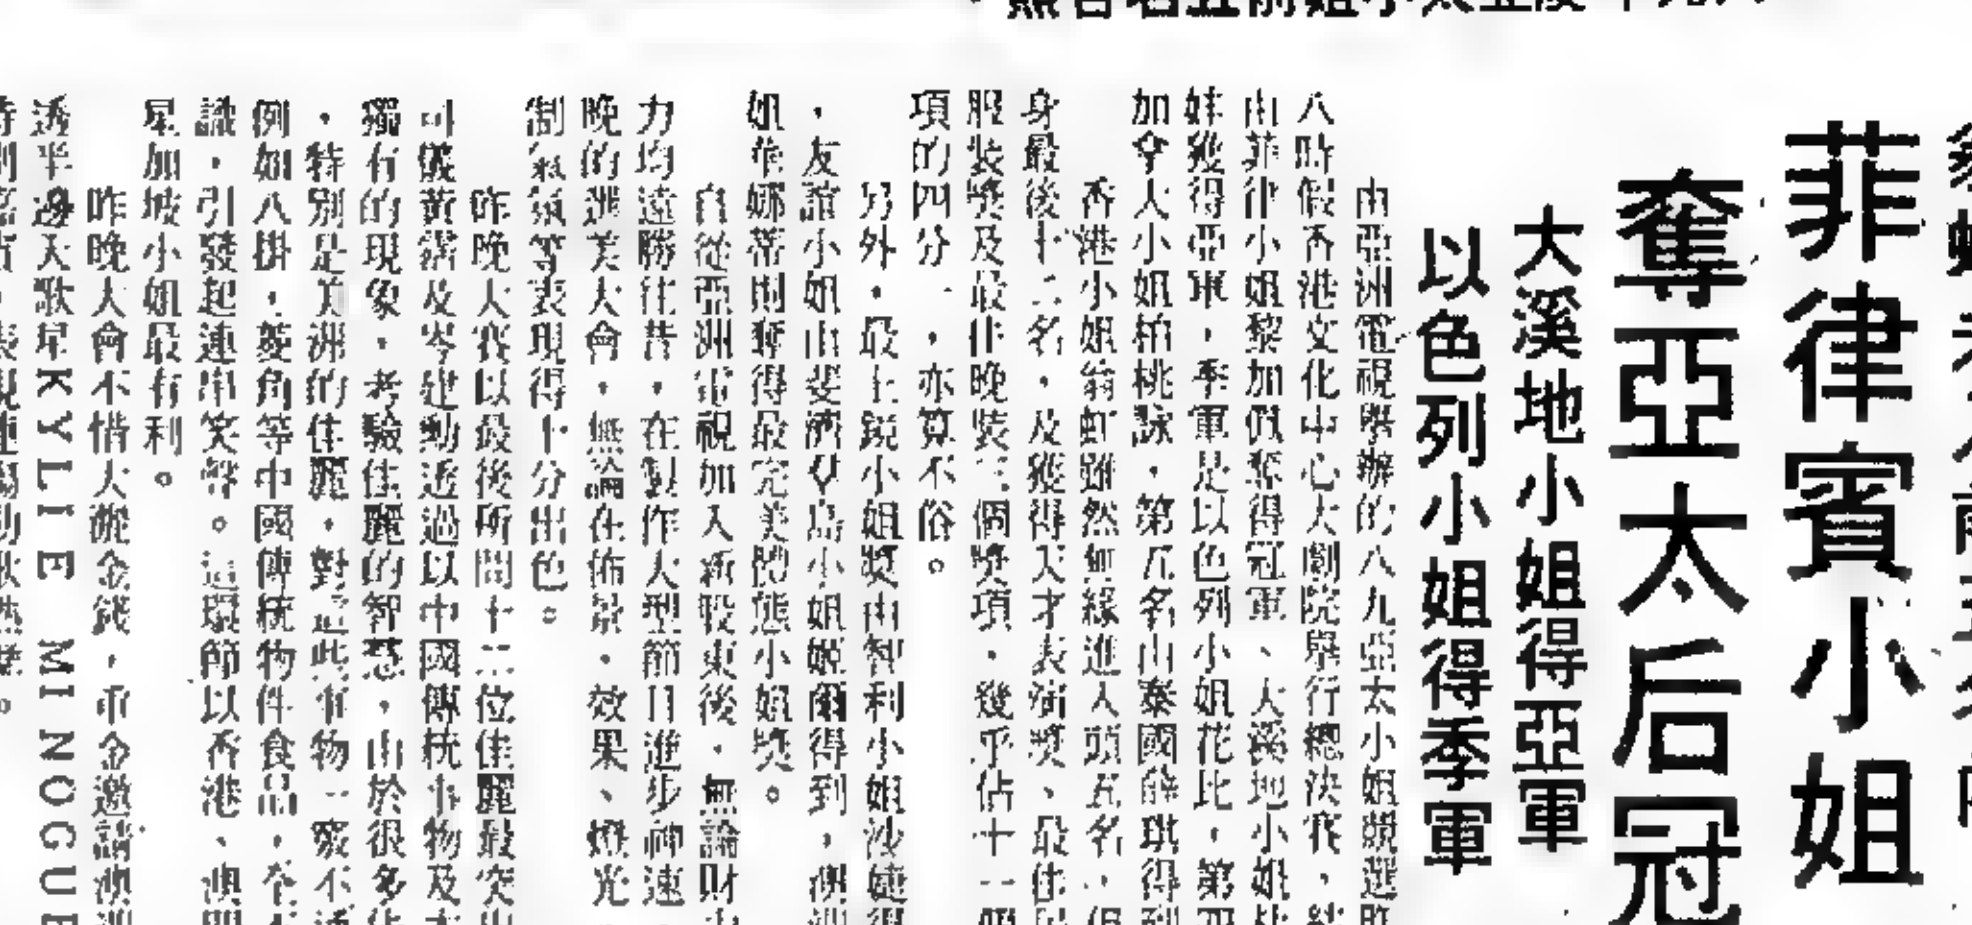 菲律賓小姐
奪亞太后冠
大溪地小姐得亞軍
以色列小姐得季軍
由亞洲電視舉辦的八九亞太小姐競選
八時假香港文化中心大劇院舉行總決賽，結
由菲律賓小姐黎加佩奪得冠軍、大溪地小姐
妹獲得亞軍，季軍是以色列小姐花比，第四
加拿大小姐柏桃詠，第五名由泰國薛琪得到
香港小姐翁虹雖然無緣進入頭五名，但
身最後十二名，及獲得天才表演獎、最佳
服裝獎及最佳晚裝三個獎項，幾乎佔十一個
項的四分一，亦算不俗。
另外，最上鏡小姐獎由智利小姐沙婕得
，友誼小姐由斐濟群島小姐姬爾得到，澳洲
姐蒂娜蒂則奪得最完美體態小姐獎。
自從亞洲電視加入新股東後，無論財
力均遠勝往昔，在製作大型節目進步神速
晚的選美大會，無論在佈景，效果、燈光
制氣氛等表現得十分出色。
昨晚大賽以最後所問十二位佳麗最突出
可儀黃霑及岑建勳透過以中國傳統事物及
獨有的現象，考驗佳麗的智慧，由於很多佳
，特別是美洲的佳麗，對這些事物一竅不通
例如八掛，菱角等中國傳統物件食品，
識，引發起連串笑聲。這環節以香港、澳門
星加坡小姐最有利。
昨晚大會不惜大灑金錢，重金邀請澳洲
透半邊天歌星KYLIE MINOGUE